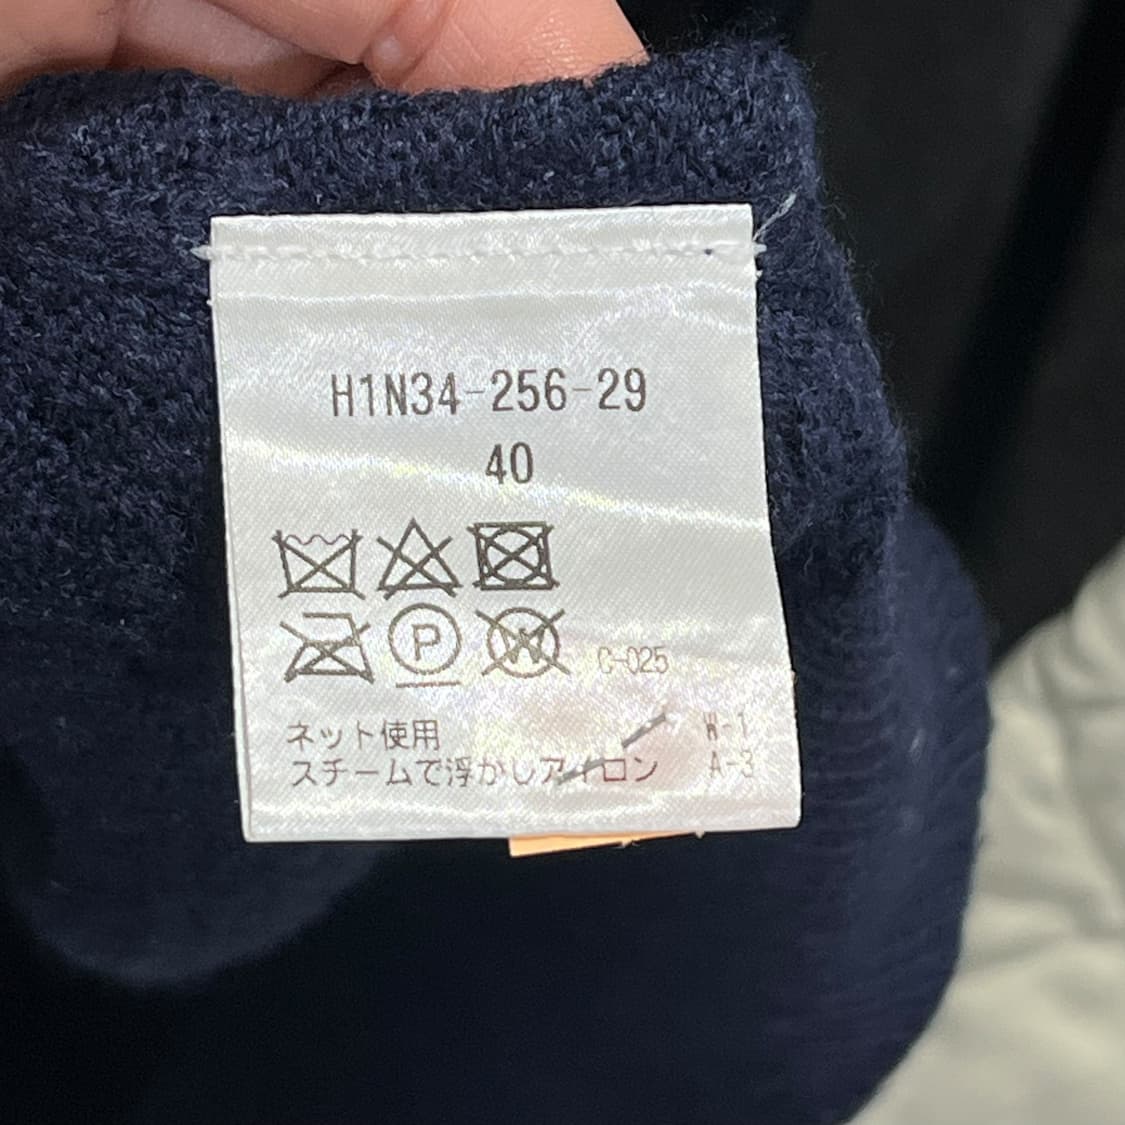 H1N34-256-29
40
P
W
C-025
ネット使用
W-1
スチームで浮かしアイロン
A-3